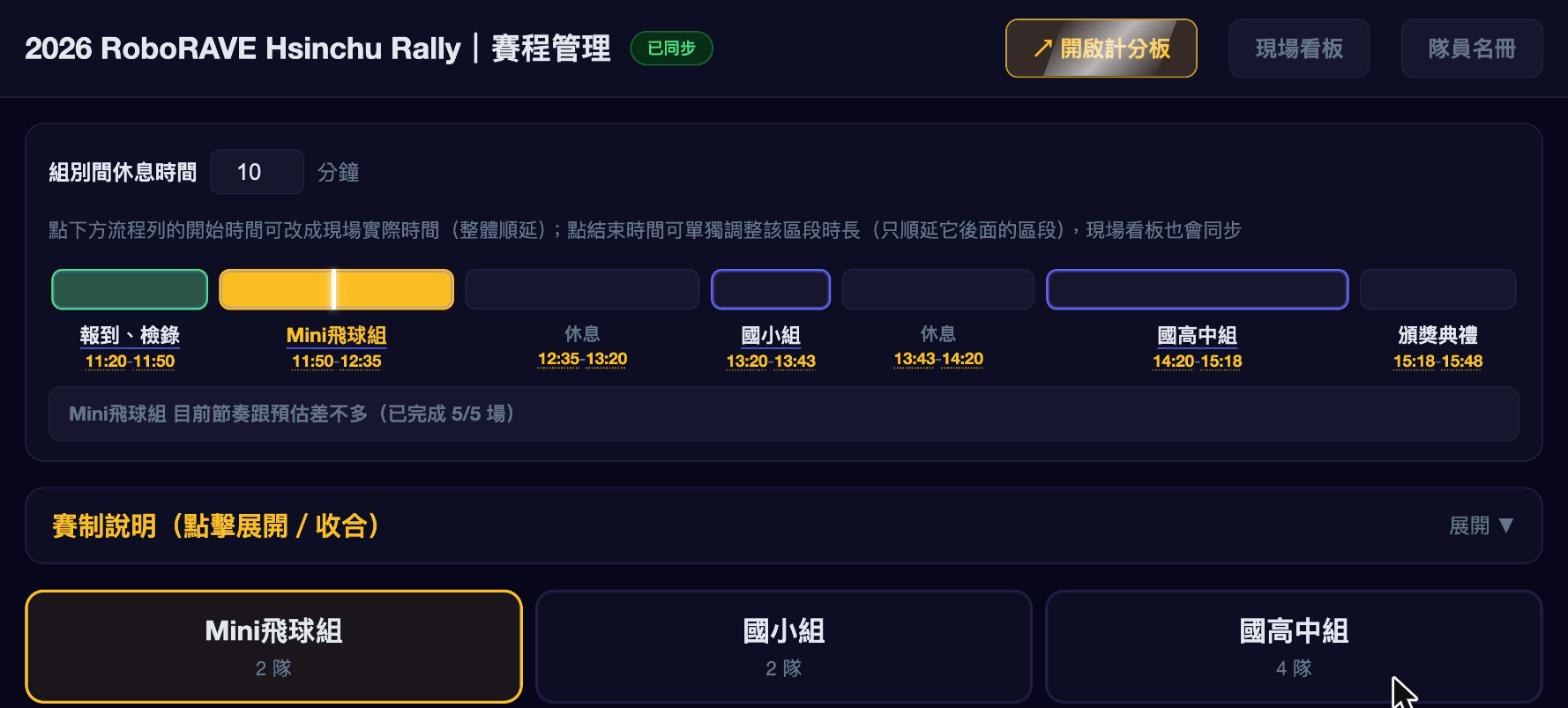 2026 RoboRAVE Hsinchu Rally｜賽程管理 已同步 ↗ 開啟計分板 現場看板 隊員名冊
組別間休息時間 10 分鐘
點下方流程列的開始時間可改成現場實際時間（整體順延）；點結束時間可單獨調整該區段時長（只順延它後面的區段），現場看板也會同步
報到、檢錄 Mini飛球組 休息 國小組 休息 國高中組 頒獎典禮
11:20-11:50 11:50-12:35 12:35-13:20 13:20-13:43 13:43-14:20 14:20-15:18 15:18-15:48
Mini飛球組 目前節奏跟預估差不多（已完成 5/5 場）
賽制說明（點擊展開 / 收合） 展開 ▼
Mini飛球組 國小組 國高中組
2 隊 2 隊 4 隊